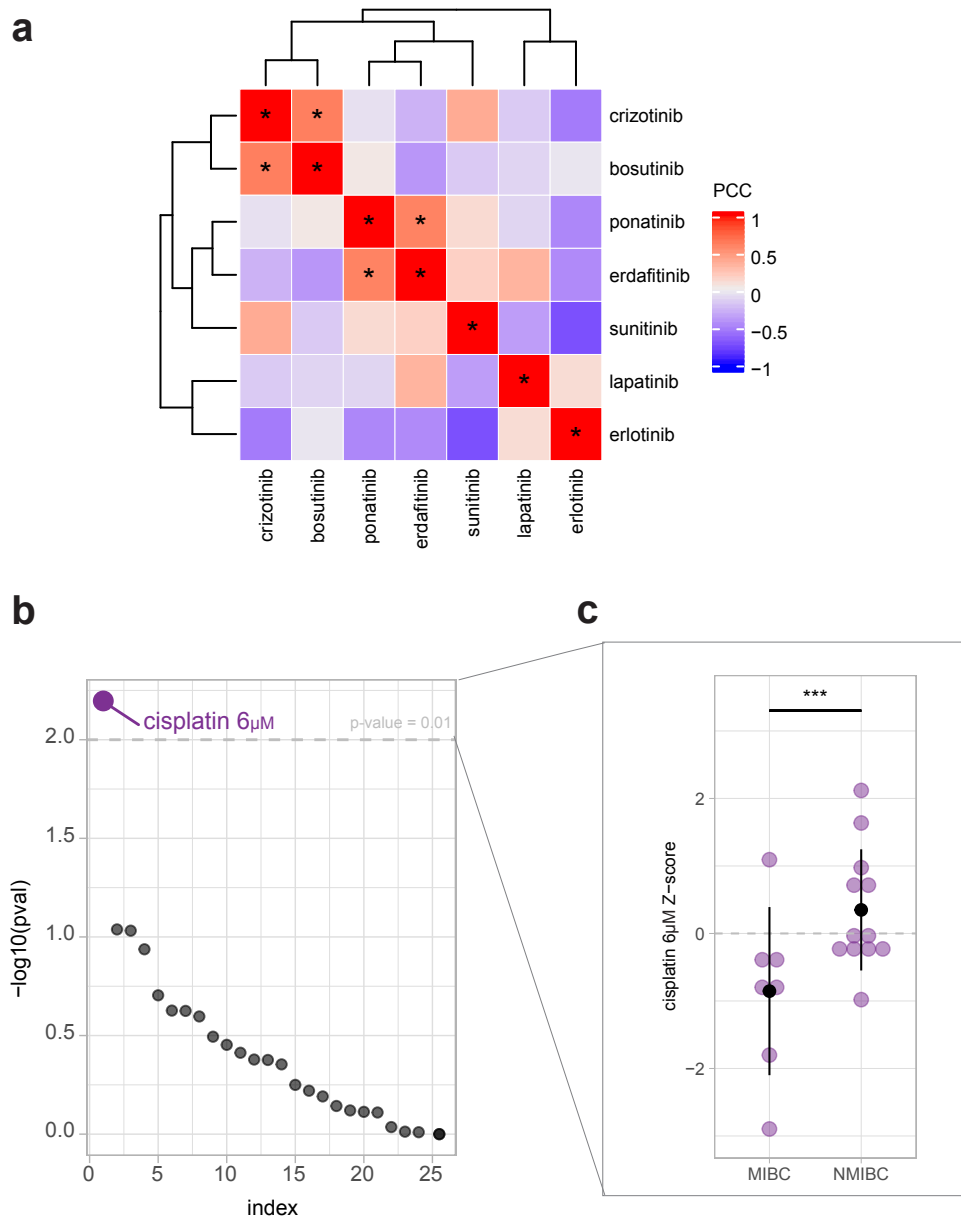 a
* * crizotinib
* * bosutinib
* * ponatinib
* * erdafitinib
* sunitinib
* lapatinib
* erlotinib
crizotinib
bosutinib
ponatinib
erdafitinib
sunitinib
lapatinib
erlotinib
PCC
1
0.5
0
−0.5
−1
b
cisplatin 6µM
p-value = 0.01
−log10(pval)
2.0
1.5
1.0
0.5
0.0
0 5 10 15 20 25
index
c
***
cisplatin 6µM Z−score
2
0
−2
MIBC NMIBC